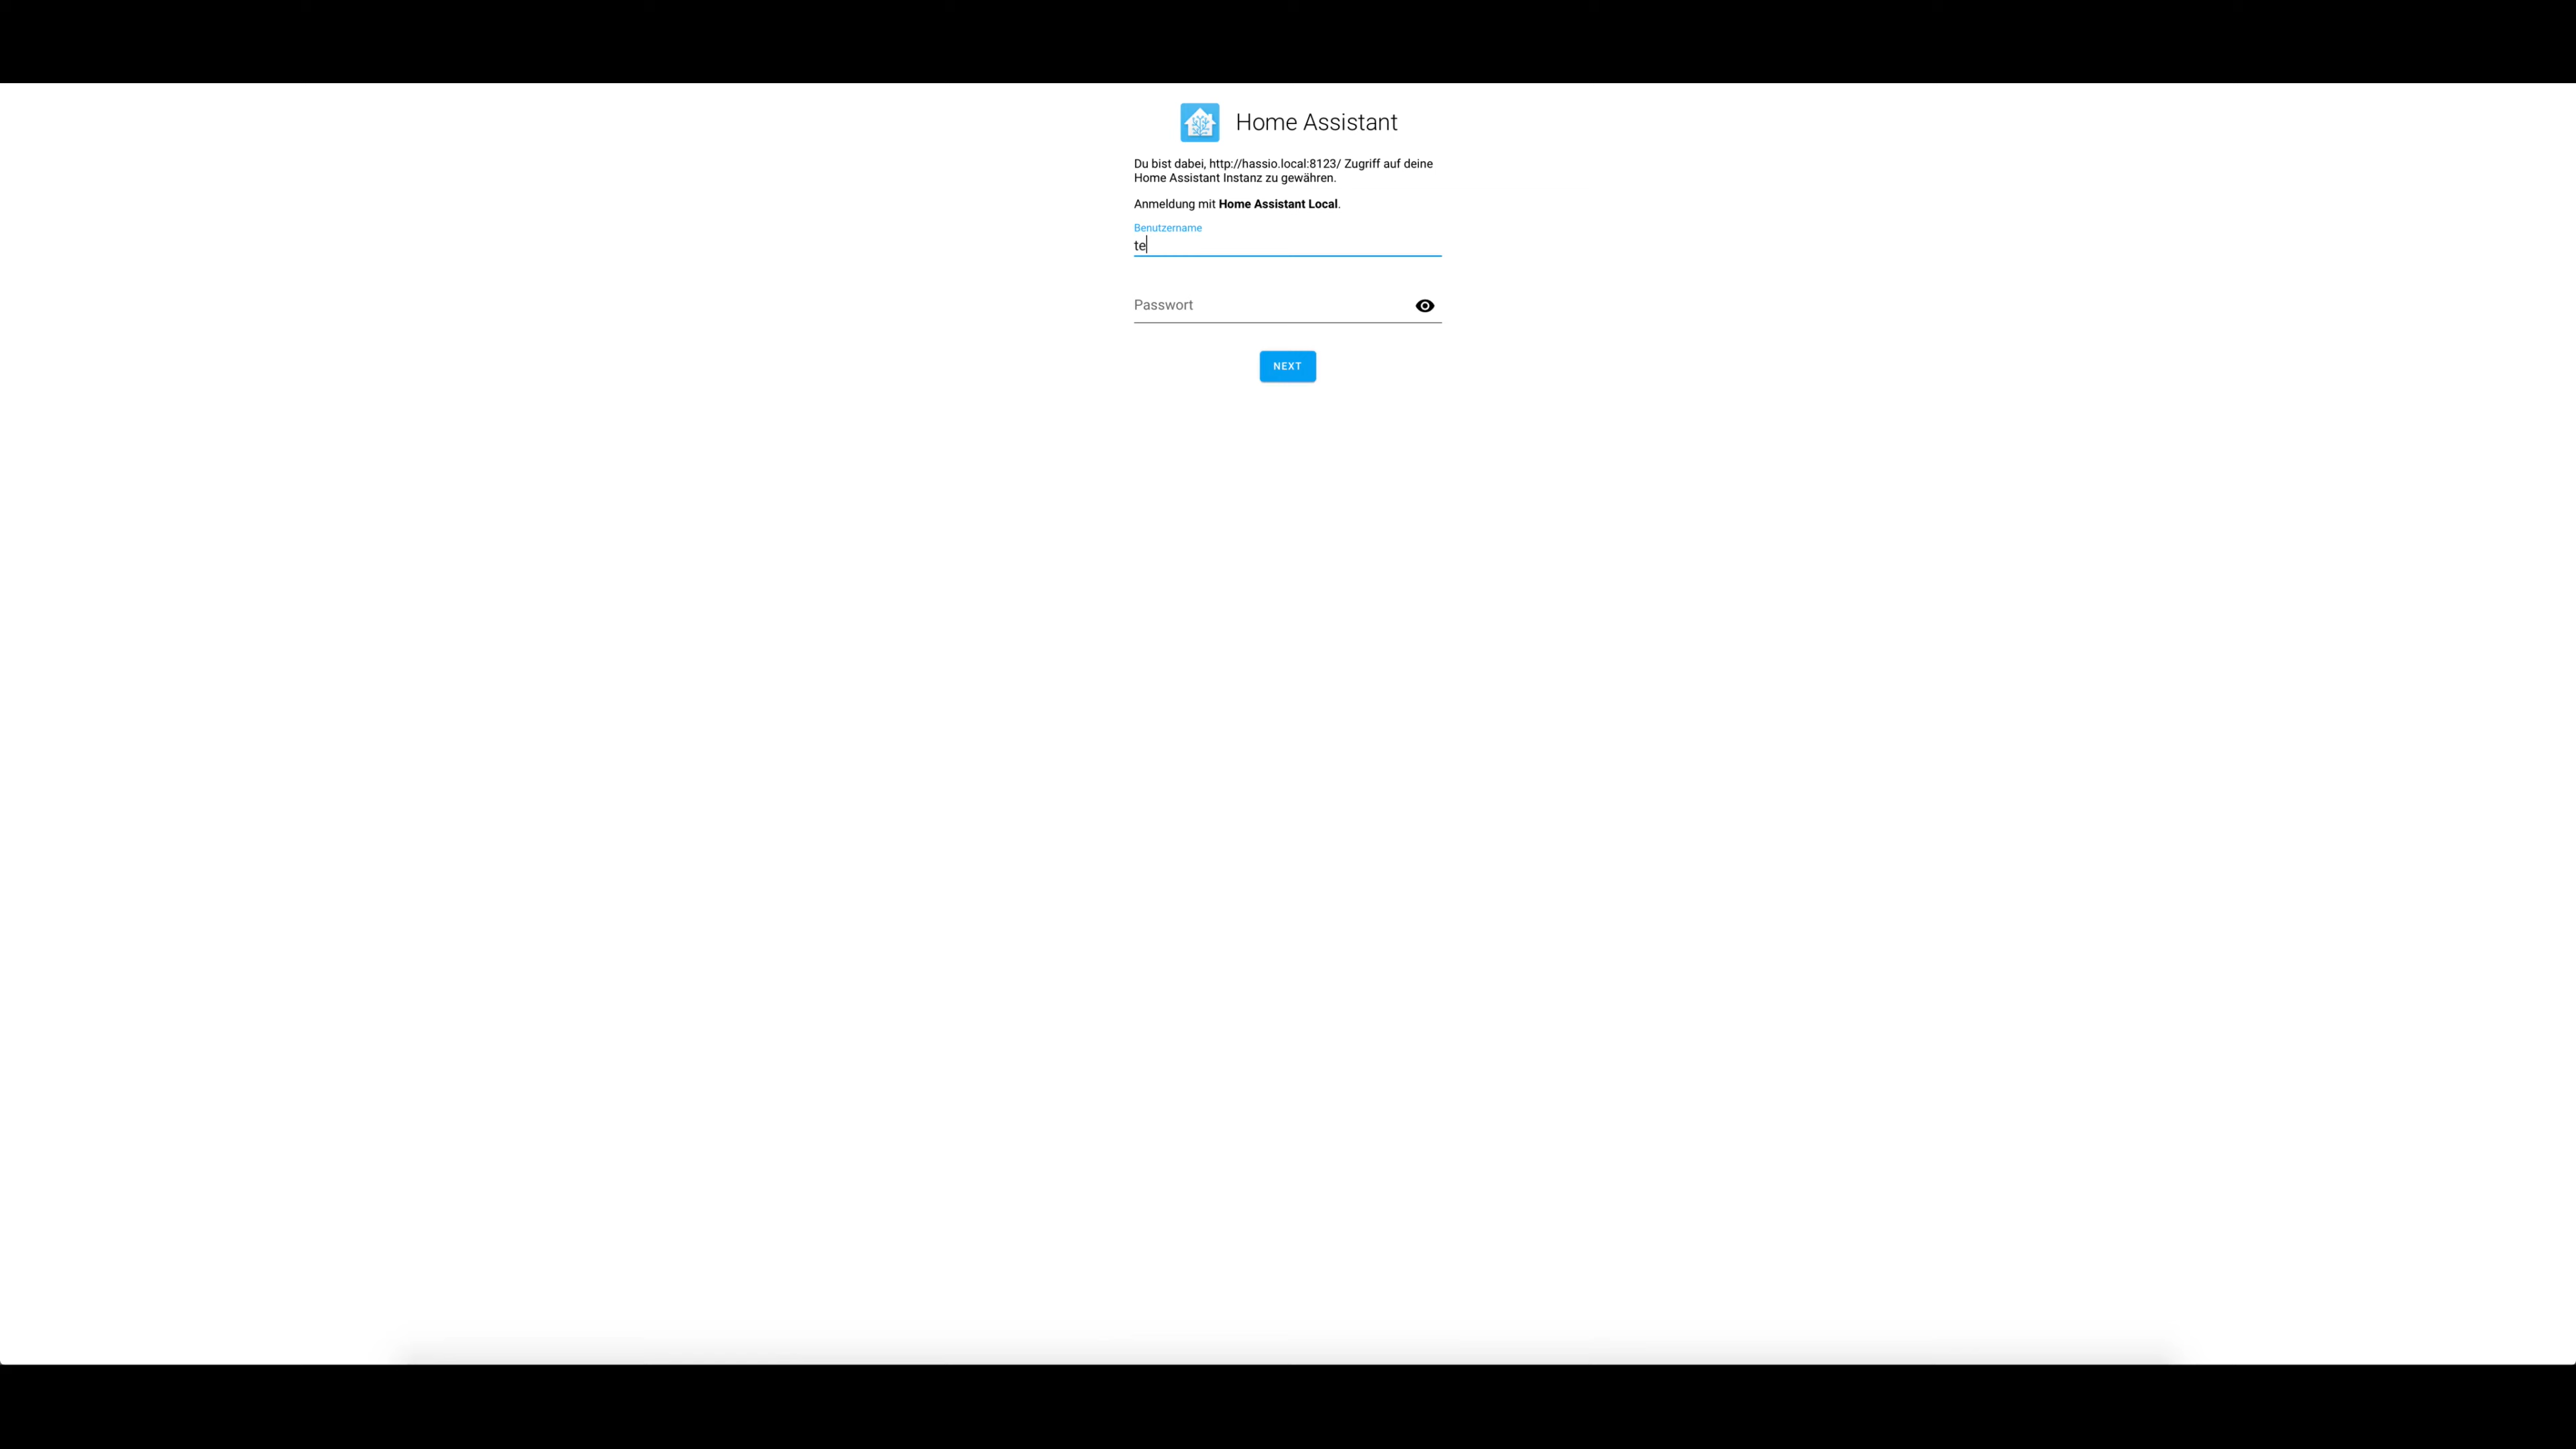 Home Assistant
Du bist dabei, http://hassio.local:8123/ Zugriff auf deine
Home Assistant Instanz zu gewähren.
Anmeldung mit Home Assistant Local.
Benutzername
te
Passwort
NEXT